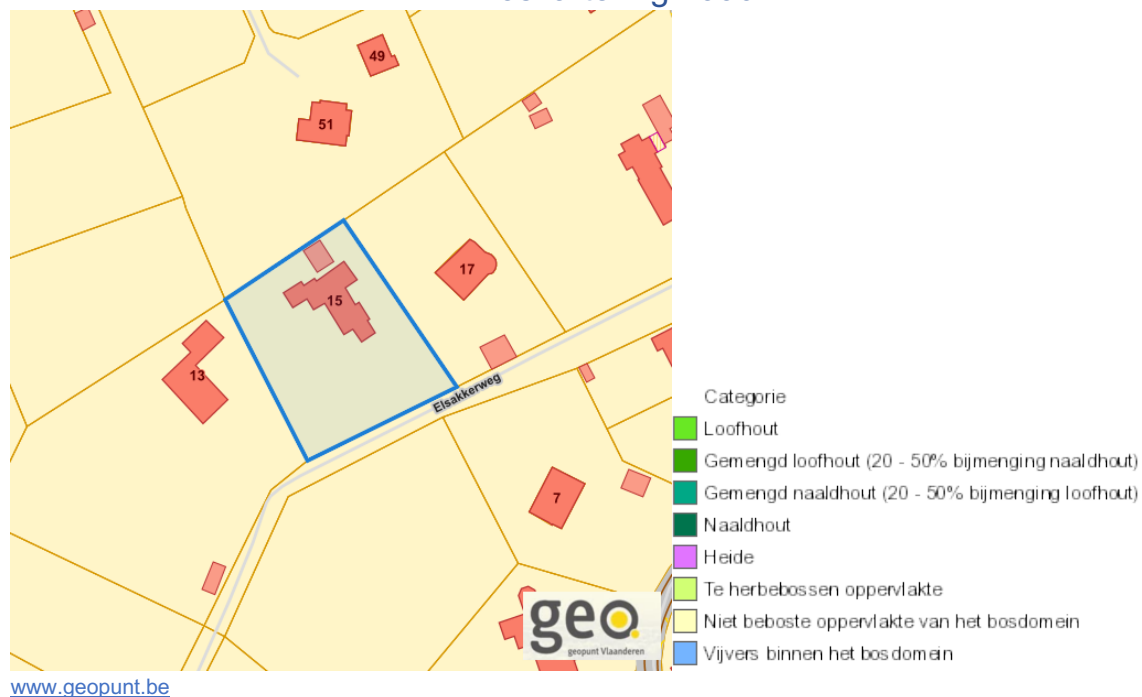 49
51
17
15
13
Elsakkerweg
7
geo
geopunt Vlaanderen
Categorie
Loofhout
Gemengd loofhout (20 - 50% bijmenging naaldhout)
Gemengd naaldhout (20 - 50% bijmenging loofhout)
Naaldhout
Heide
Te herbebossen oppervlakte
Niet beboste oppervlakte van het bosdomein
Vijvers binnen het bosdomein
www.geopunt.be